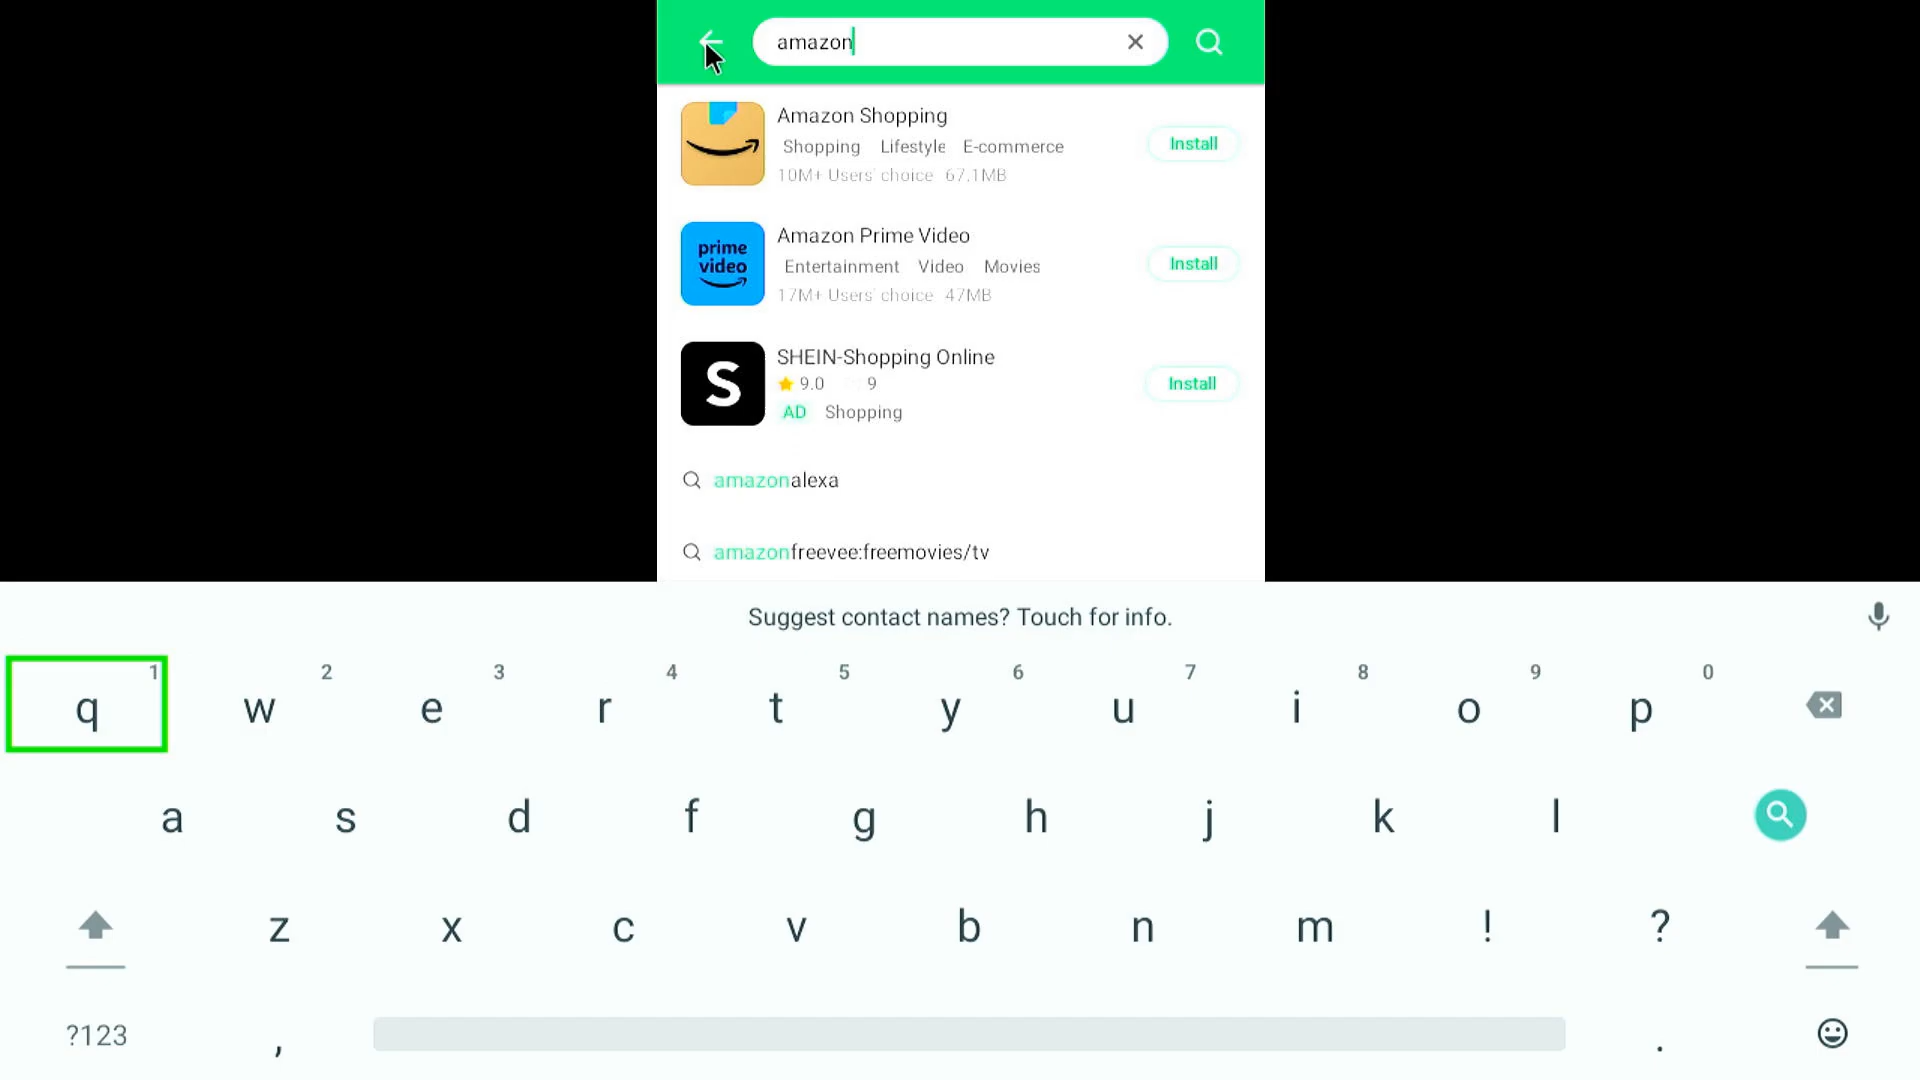 amazon
Amazon Shopping
Shopping Lifestyle E-commerce
10M+ Users' choice 67.1MB
Install
prime
video
Amazon Prime Video
Entertainment Video Movies
17M+ Users' choice 47MB
Install
S
SHEIN-Shopping Online
9.0 9
AD Shopping
Install
amazonalexa
amazonfreevee:freemovies/tv
Suggest contact names? Touch for info.
1 2 3 4 5 6 7 8 9 0
q w e r t y u i o p
a s d f g h j k l
z x c v b n m ! ?
?123 , .